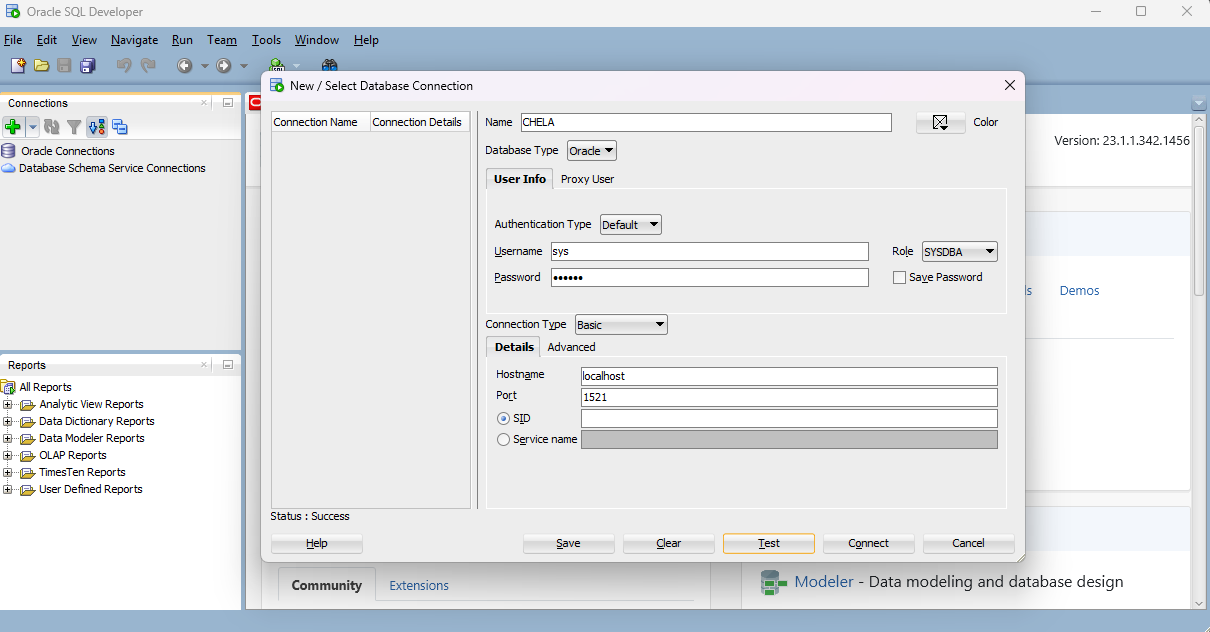 Oracle SQL Developer
File Edit View Navigate Run Team Tools Window Help
Connections
Oracle Connections
Database Schema Service Connections
Reports
All Reports
Analytic View Reports
Data Dictionary Reports
Data Modeler Reports
OLAP Reports
TimesTen Reports
User Defined Reports
New / Select Database Connection
Connection Name Connection Details
Name CHELA Color
Database Type Oracle
User Info Proxy User
Authentication Type Default
Username sys Role SYSDBA
Password •••••• Save Password
Connection Type Basic
Details Advanced
Hostname localhost
Port 1521
SID
Service name
Status : Success
Help Save Clear Test Connect Cancel
Version: 23.1.1.342.1456
Demos
Community Extensions
Modeler - Data modeling and database design